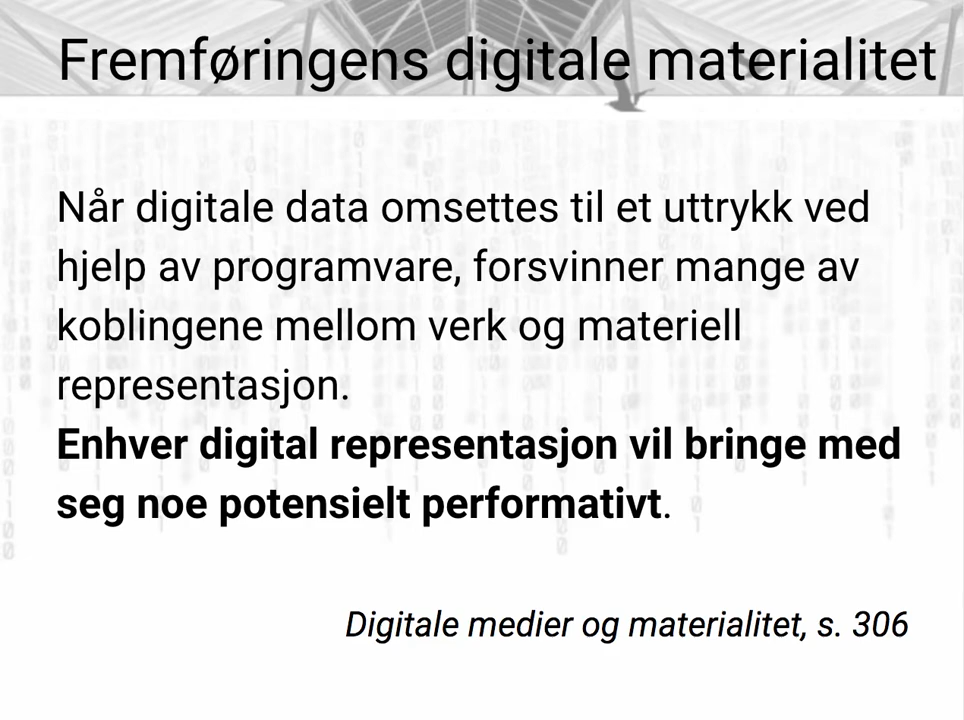 Fremføringens digitale materialitet
Når digitale data omsettes til et uttrykk ved
hjelp av programvare, forsvinner mange av
koblingene mellom verk og materiell
representasjon.
Enhver digital representasjon vil bringe med
seg noe potensielt performativt.
Digitale medier og materialitet, s. 306